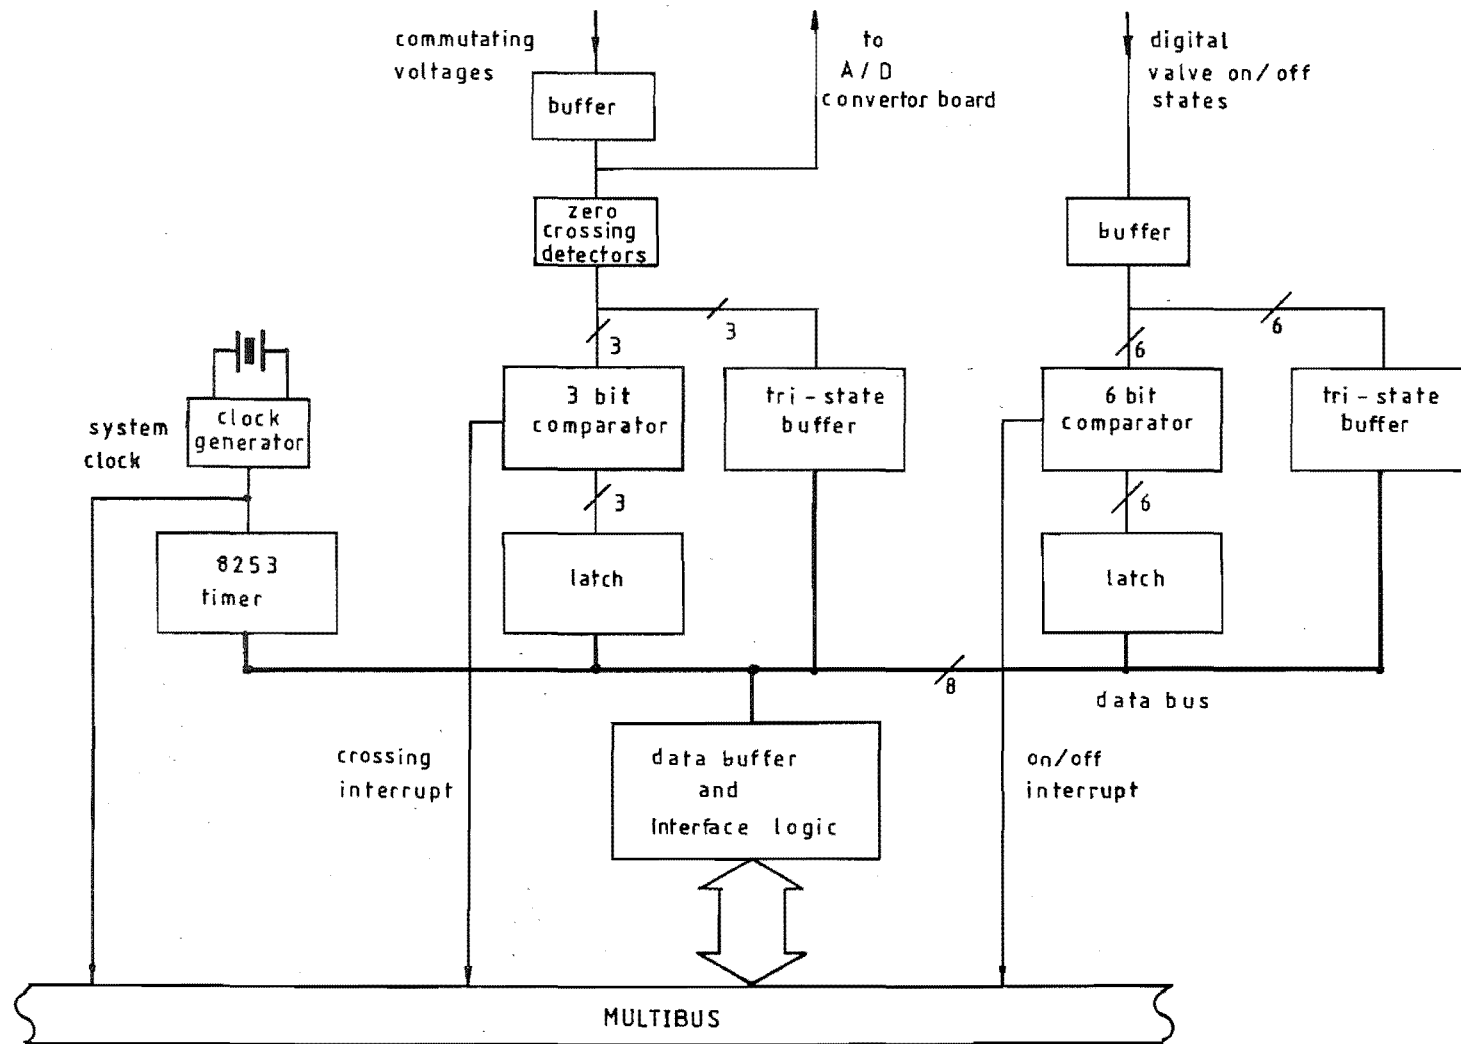 commutating
voltages
to
A/D
convertor board
digital
valve on/off
states
buffer
zero
crossing
detectors
buffer
3
3
6
6
system
clock
clock
generator
3 bit
comparator
tri-state
buffer
6 bit
comparator
tri-state
buffer
3
6
8253
timer
latch
latch
8
data bus
crossing
interrupt
data buffer
and
Interface logic
on/off
interrupt
MULTIBUS